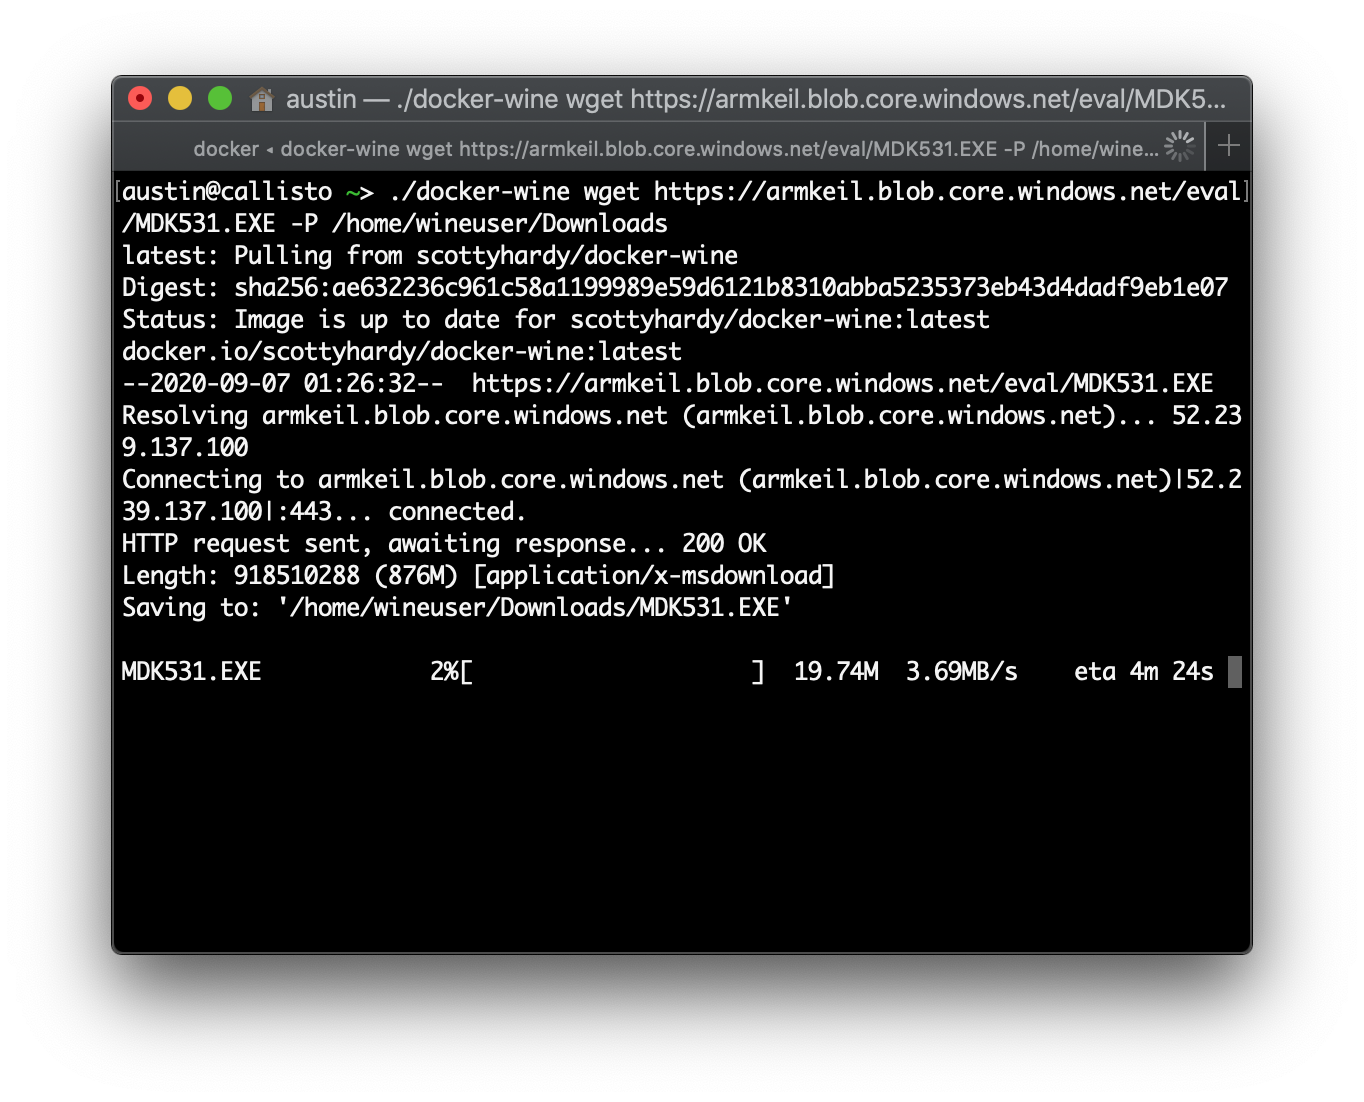 austin — ./docker-wine wget https://armkeil.blob.core.windows.net/eval/MDK5...
docker ◂ docker-wine wget https://armkeil.blob.core.windows.net/eval/MDK531.EXE -P /home/wine... +
[austin@callisto ~> ./docker-wine wget https://armkeil.blob.core.windows.net/eval]
/MDK531.EXE -P /home/wineuser/Downloads
latest: Pulling from scottyhardy/docker-wine
Digest: sha256:ae632236c961c58a1199989e59d6121b8310abba5235373eb43d4dadf9eb1e07
Status: Image is up to date for scottyhardy/docker-wine:latest
docker.io/scottyhardy/docker-wine:latest
--2020-09-07 01:26:32--  https://armkeil.blob.core.windows.net/eval/MDK531.EXE
Resolving armkeil.blob.core.windows.net (armkeil.blob.core.windows.net)... 52.23
9.137.100
Connecting to armkeil.blob.core.windows.net (armkeil.blob.core.windows.net)|52.2
39.137.100|:443... connected.
HTTP request sent, awaiting response... 200 OK
Length: 918510288 (876M) [application/x-msdownload]
Saving to: '/home/wineuser/Downloads/MDK531.EXE'
MDK531.EXE            2%[                    ]  19.74M  3.69MB/s    eta 4m 24s